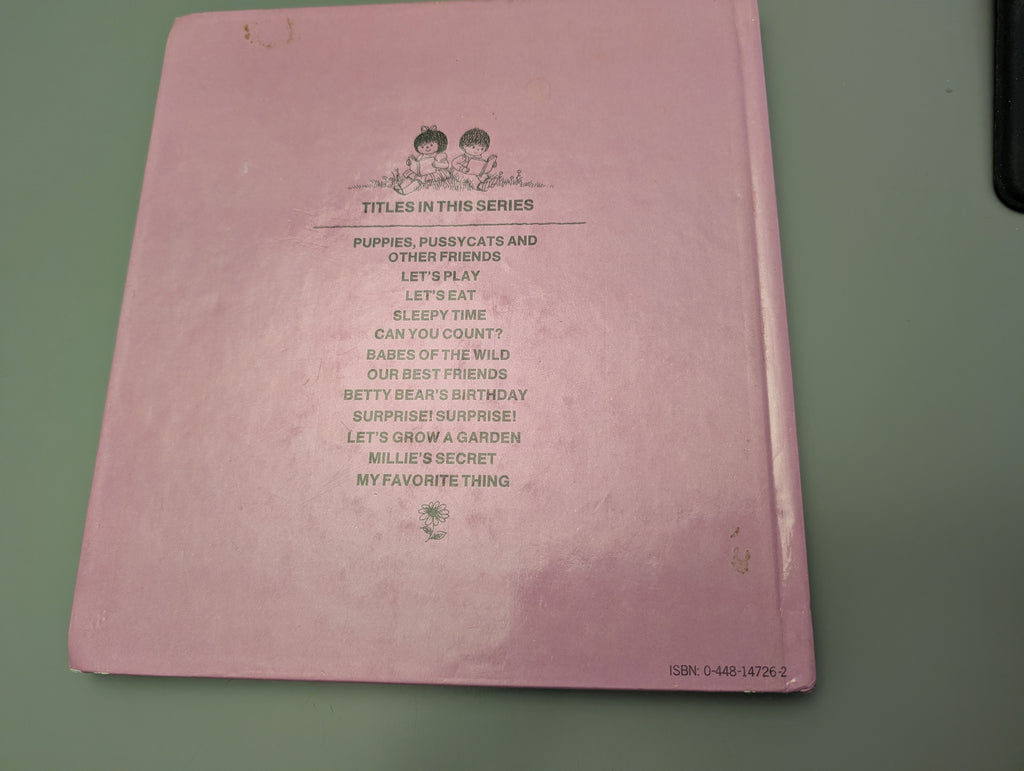 TITLES IN THIS SERIES
PUPPIES, PUSSYCATS AND
OTHER FRIENDS
LET'S PLAY
LET'S EAT
SLEEPY TIME
CAN YOU COUNT?
BABES OF THE WILD
OUR BEST FRIENDS
BETTY BEAR'S BIRTHDAY
SURPRISE! SURPRISE!
LET'S GROW A GARDEN
MILLIE'S SECRET
MY FAVORITE THING
ISBN: 0-448-14726-2